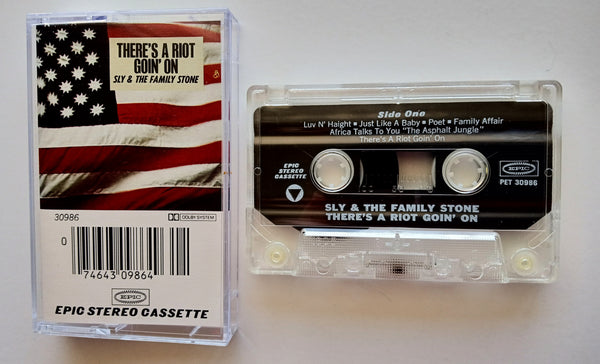 THERE'S A RIOT
GOIN' ON
SLY & THE FAMILY STONE
30986
DOLBY SYSTEM
0
74643 09864
EPIC
EPIC STEREO CASSETTE
Side One
Luv N' Haight ▪ Just Like A Baby ▪ Poet ▪ Family Affair
Africa Talks To You "The Asphalt Jungle"
There's A Riot Goin' On
EPIC
STEREO
CASSETTE
EPIC
PET 30986
SLY & THE FAMILY STONE
THERE'S A RIOT GOIN' ON